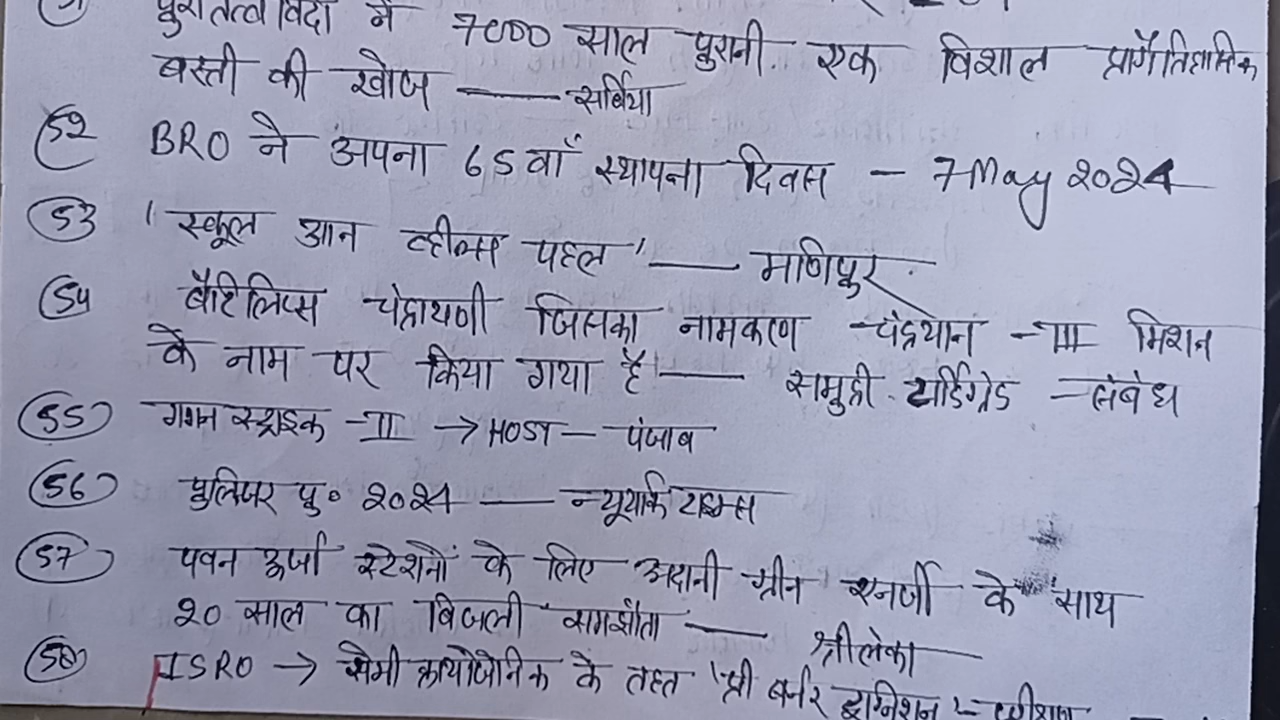 पुरातत्वविदों ने 7000 साल पुरानी एक विशाल प्रागैतिहासिक
बस्ती की खोज —— सर्बिया
52 BRO ने अपना 65वाँ स्थापना दिवस - 7 May 2024
53 'स्कूल आन व्हील्स पहल' —— मणिपुर
54 बैटिलिप्स चंद्रायणी जिसका नामकरण चंद्रयान - III मिशन
के नाम पर किया गया है —— समुद्री टार्डिग्रेड - संबंध
55 गगन स्ट्राइक - II → HOST - पंजाब
56 पुलित्जर पु० 2024 —— न्यूयार्क टाइम्स
57 पवन ऊर्जा स्टेशनों के लिए अदानी ग्रीन एनर्जी के साथ
20 साल का बिजली समझौता —— श्रीलंका
58 ISRO → सेमी क्रायोजेनिक के तहत 'प्री बर्नर इग्निशन'